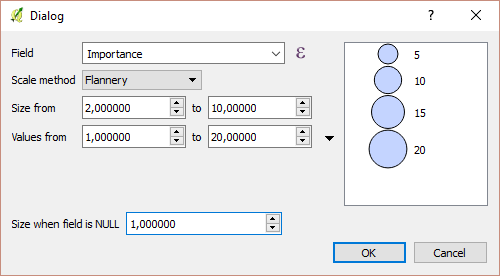 Dialog
Field Importance ε
Scale method Flannery
Size from 2,000000 to 10,00000
Values from 1,000000 to 20,00000
Size when field is NULL 1,000000
5
10
15
20
OK Cancel